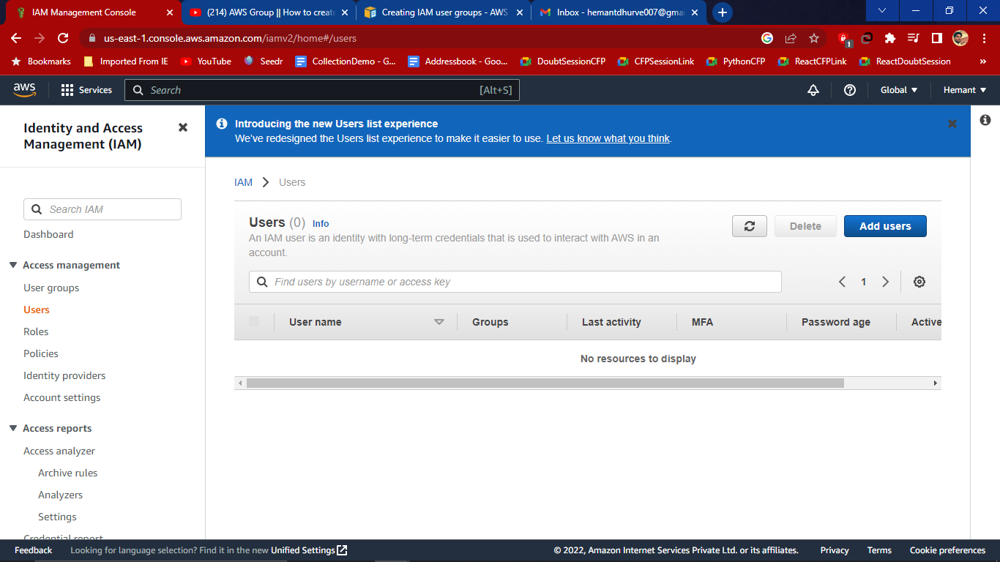 IAM Management Console
(214) AWS Group || How to create
Creating IAM user groups - AWS
Inbox - hemantdhurve007@gmai
us-east-1.console.aws.amazon.com/iamv2/home#/users
1
Bookmarks
Imported From IE
YouTube
Seedr
CollectionDemo - G...
Addressbook - Goo...
DoubtSessionCFP
CFPSessionLink
PythonCFP
ReactCFPLink
ReactDoubtSession
»
aws
Services
Search
[Alt+S]
Global
Hemant
Identity and Access
Management (IAM)
Search IAM
Dashboard
Access management
User groups
Users
Roles
Policies
Identity providers
Account settings
Access reports
Access analyzer
Archive rules
Analyzers
Settings
Credential report
Introducing the new Users list experience
We've redesigned the Users list experience to make it easier to use. Let us know what you think.
IAM > Users
Users (0) Info
An IAM user is an identity with long-term credentials that is used to interact with AWS in an
account.
Delete
Add users
Find users by username or access key
1
User name
Groups
Last activity
MFA
Password age
Active
No resources to display
Feedback
Looking for language selection? Find it in the new Unified Settings
© 2022, Amazon Internet Services Private Ltd. or its affiliates.
Privacy
Terms
Cookie preferences